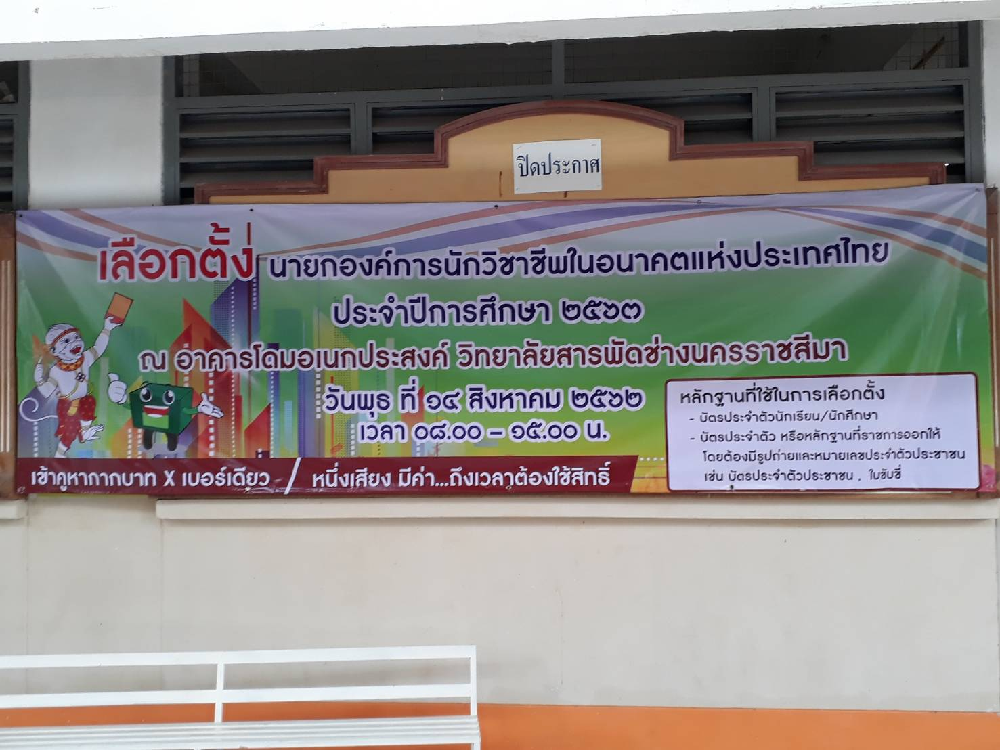 ปิดประกาศ
เลือกตั้ง นายกองค์การนักวิชาชีพในอนาคตแห่งประเทศไทย
ประจำปีการศึกษา ๒๕๖๓
ณ อาคารโดมอเนกประสงค์ วิทยาลัยสารพัดช่างนครราชสีมา
วันพุธ ที่ ๑๔ สิงหาคม ๒๕๖๒
เวลา ๐๘.๐๐ – ๑๕.๐๐ น.
หลักฐานที่ใช้ในการเลือกตั้ง
- บัตรประจำตัวนักเรียน/นักศึกษา
- บัตรประจำตัว หรือหลักฐานที่ราชการออกให้
โดยต้องมีรูปถ่ายและหมายเลขประจำตัวประชาชน
เช่น บัตรประจำตัวประชาชน , ใบขับขี่
เข้าคูหากากบาท X เบอร์เดียว / หนึ่งเสียง มีค่า...ถึงเวลาต้องใช้สิทธิ์